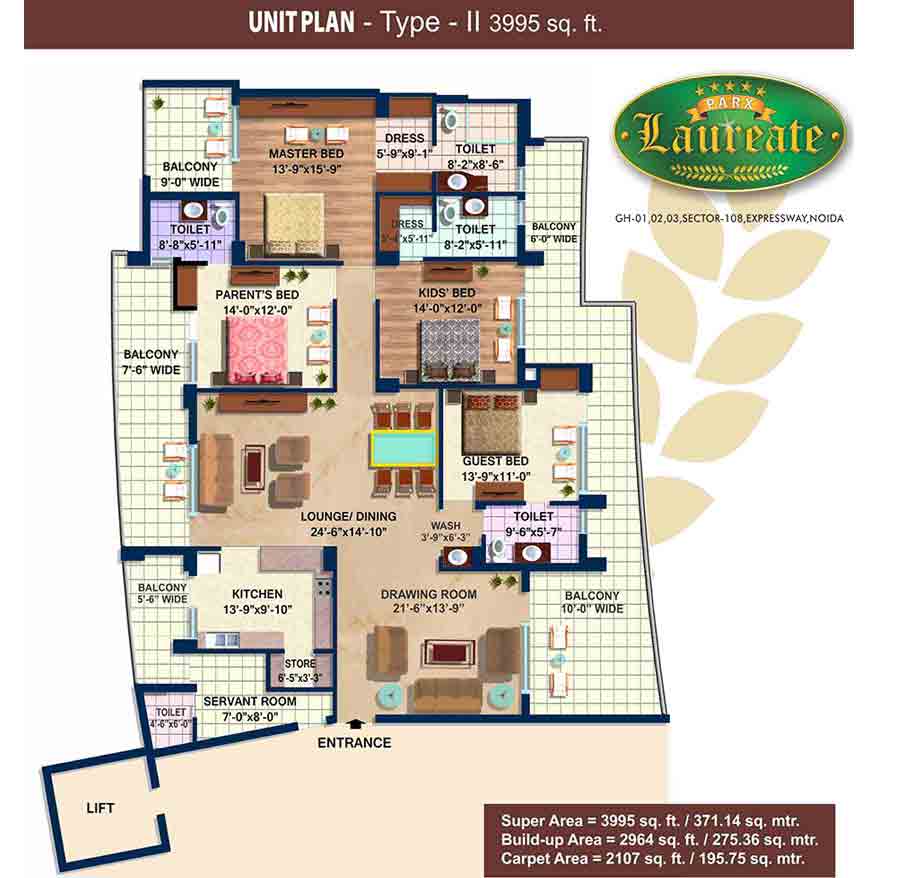 UNIT PLAN - Type - II 3995 sq. ft.
PARX
Laureate
GH-01,02,03,SECTOR-108,EXPRESSWAY,NOIDA
BALCONY
9'-0" WIDE
MASTER BED
13'-9"x15'-9"
DRESS
5'-9"x9'-1"
TOILET
8'-2"x8'-6"
TOILET
8'-8"x5'-11"
DRESS
TOILET
8'-2"x5'-11"
BALCONY
6'-0" WIDE
PARENT'S BED
14'-0"x12'-0"
KIDS' BED
14'-0"x12'-0"
BALCONY
7'-6" WIDE
GUEST BED
13'-9"x11'-0"
LOUNGE/ DINING
24'-6"x14'-10"
WASH
3'-9"x6'-3"
TOILET
9'-6"x5'-7"
BALCONY
5'-6" WIDE
KITCHEN
13'-9"x9'-10"
DRAWING ROOM
21'-6"x13'-9"
BALCONY
10'-0" WIDE
STORE
6'-5"x3'-3"
SERVANT ROOM
7'-0"x8'-0"
TOILET
4'-6"x6'-0"
ENTRANCE
LIFT
Super Area = 3995 sq. ft. / 371.14 sq. mtr.
Build-up Area = 2964 sq. ft. / 275.36 sq. mtr.
Carpet Area = 2107 sq. ft. / 195.75 sq. mtr.